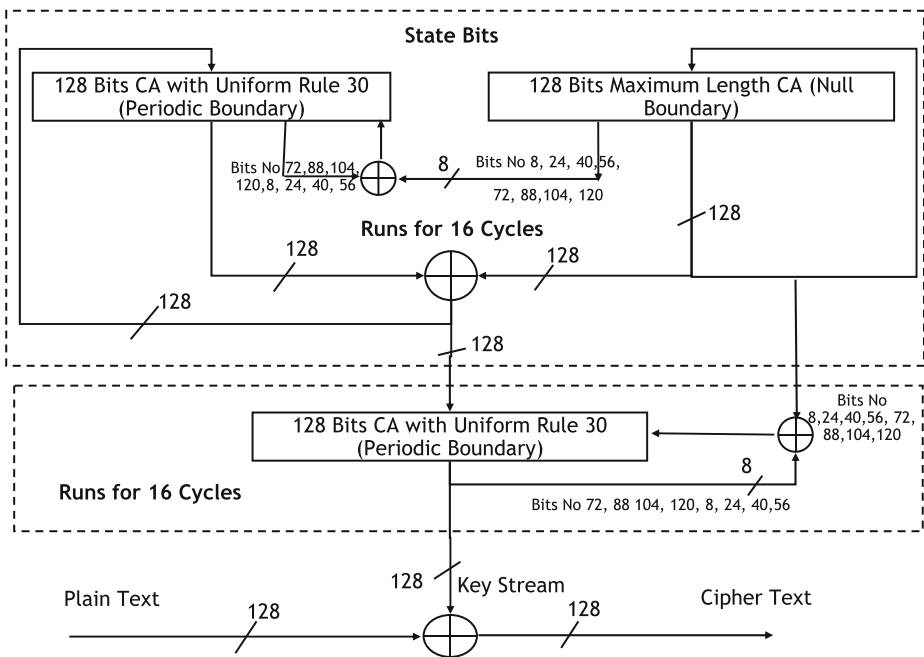 State Bits
128 Bits CA with Uniform Rule 30
(Periodic Boundary)
128 Bits Maximum Length CA (Null
Boundary)
Bits No 72,88,104,
120,8, 24, 40, 56
8
Bits No 8, 24, 40,56,
72, 88,104, 120
128
Runs for 16 Cycles
128
128
128
128
128 Bits CA with Uniform Rule 30
(Periodic Boundary)
Bits No
8,24,40,56, 72,
88,104,120
8
Runs for 16 Cycles
Bits No 72, 88 104, 120, 8, 24, 40,56
128
Key Stream
Plain Text
128
128
Cipher Text